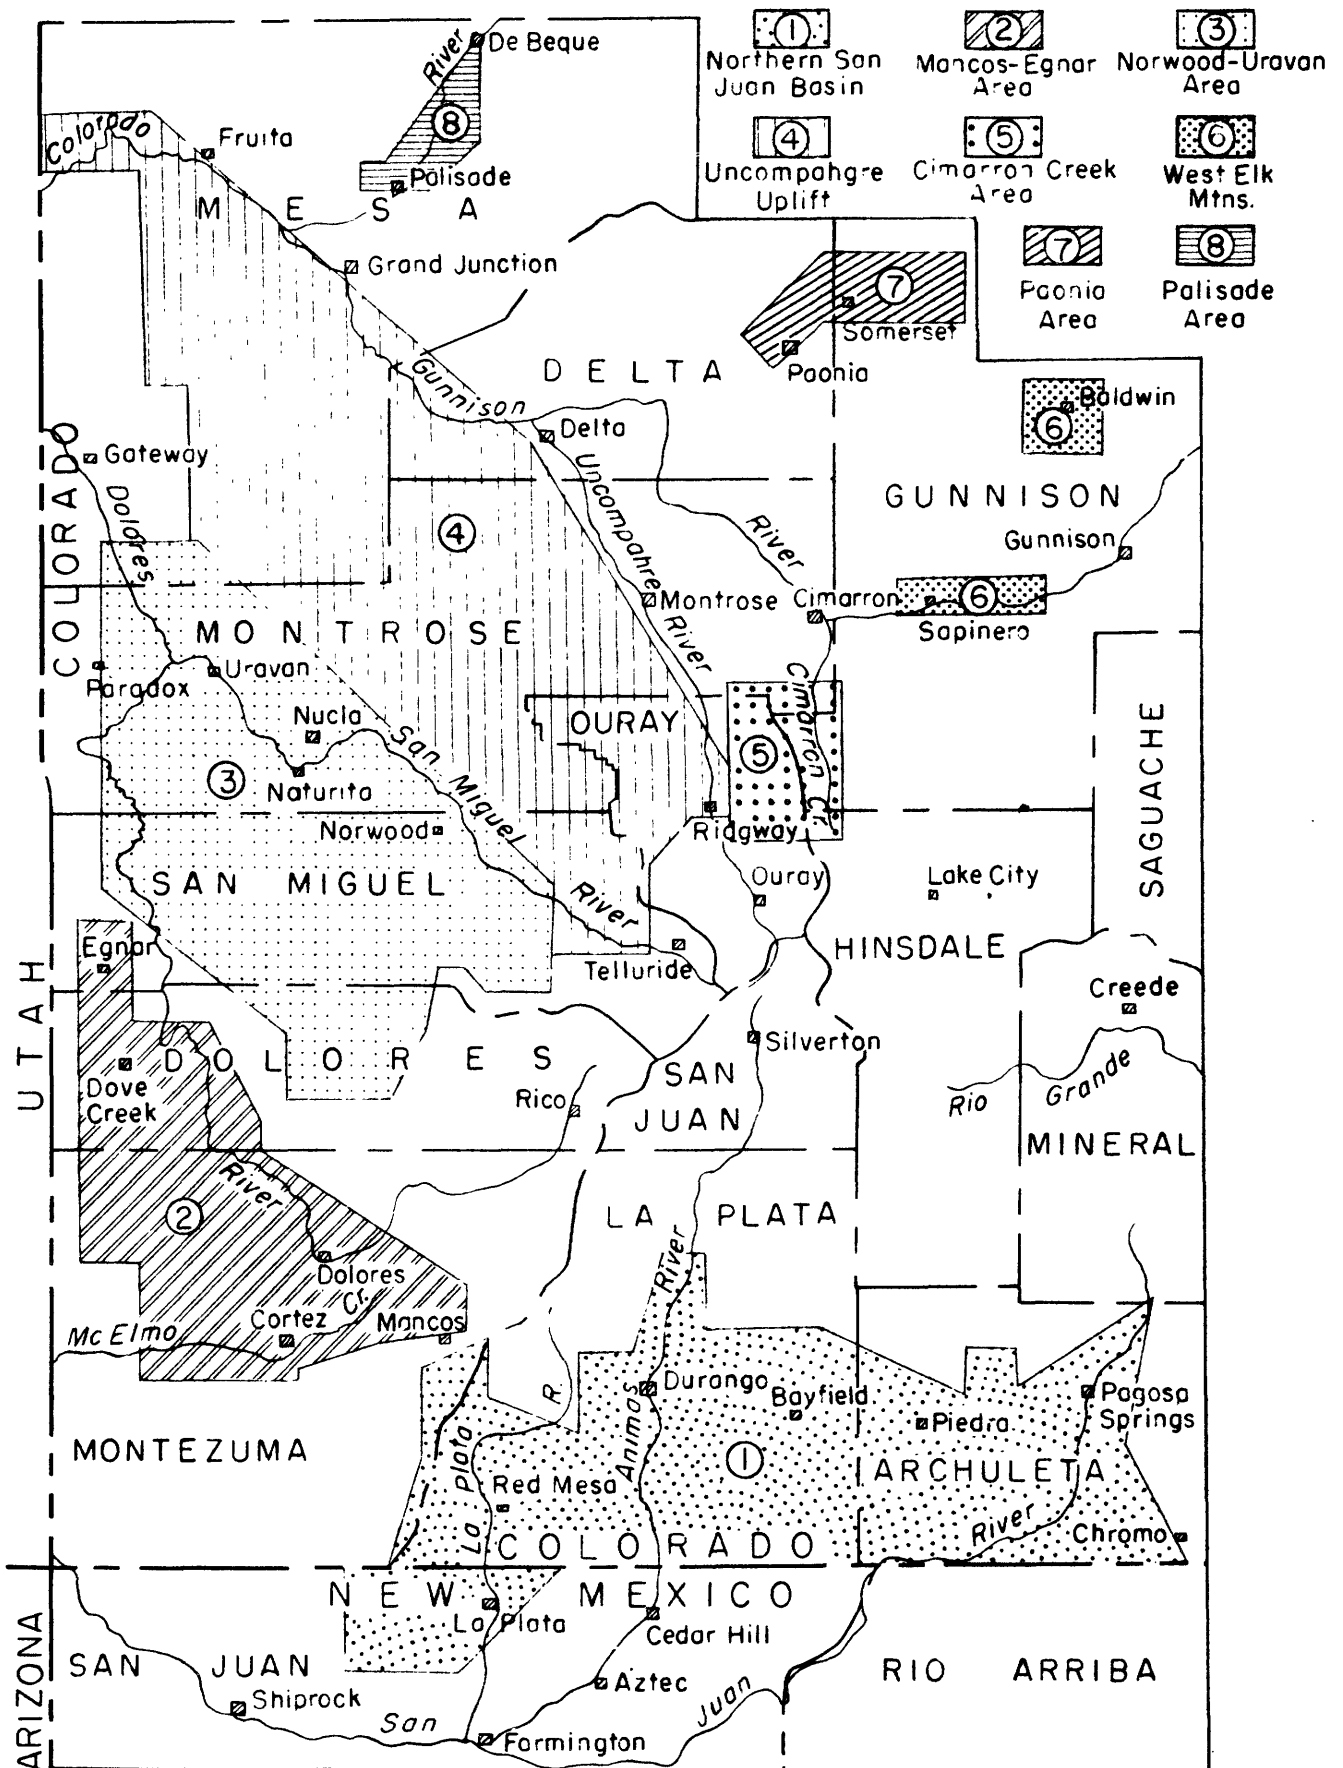 1
2
3
Northern San
Juan Basin
Mancos-Egnar
Area
Norwood-Uravan
Area
4
5
6
Uncompahgre
Uplift
Cimarron Creek
Area
West Elk
Mtns.
7
8
Paonia
Area
Palisade
Area
De Beque
River
8
Colorado
Fruita
Palisade
MESA
Grand Junction
7
Somerset
Paonia
DELTA
Gunnison
Baldwin
6
Delta
Gateway
COLORADO
Dolores
Uncompahre
River
GUNNISON
Gunnison
4
River
Montrose
Cimarron
6
Sapinero
MONTROSE
Uravan
Paradox
Nucla
San Miguel
River
OURAY
5
Cimarron Cr.
SAGUACHE
3
Naturita
Norwood
Ridgway
SAN MIGUEL
Ouray
Lake City
Egnar
Telluride
HINSDALE
UTAH
Creede
Silverton
DOLORES
SAN
JUAN
Dove
Creek
Rico
Rio
Grande
MINERAL
River
2
LA PLATA
River
Dolores
Cortez
Cr.
Mancos
Mc Elmo
R.
Durango
Bayfield
Piedra
Pagosa
Springs
MONTEZUMA
La Plata
Animas
1
ARCHULETA
Red Mesa
River
Chromo
COLORADO
NEW MEXICO
La Plata
Cedar Hill
ARIZONA
SAN JUAN
RIO ARRIBA
Shiprock
Aztec
San
Juan
Farmington